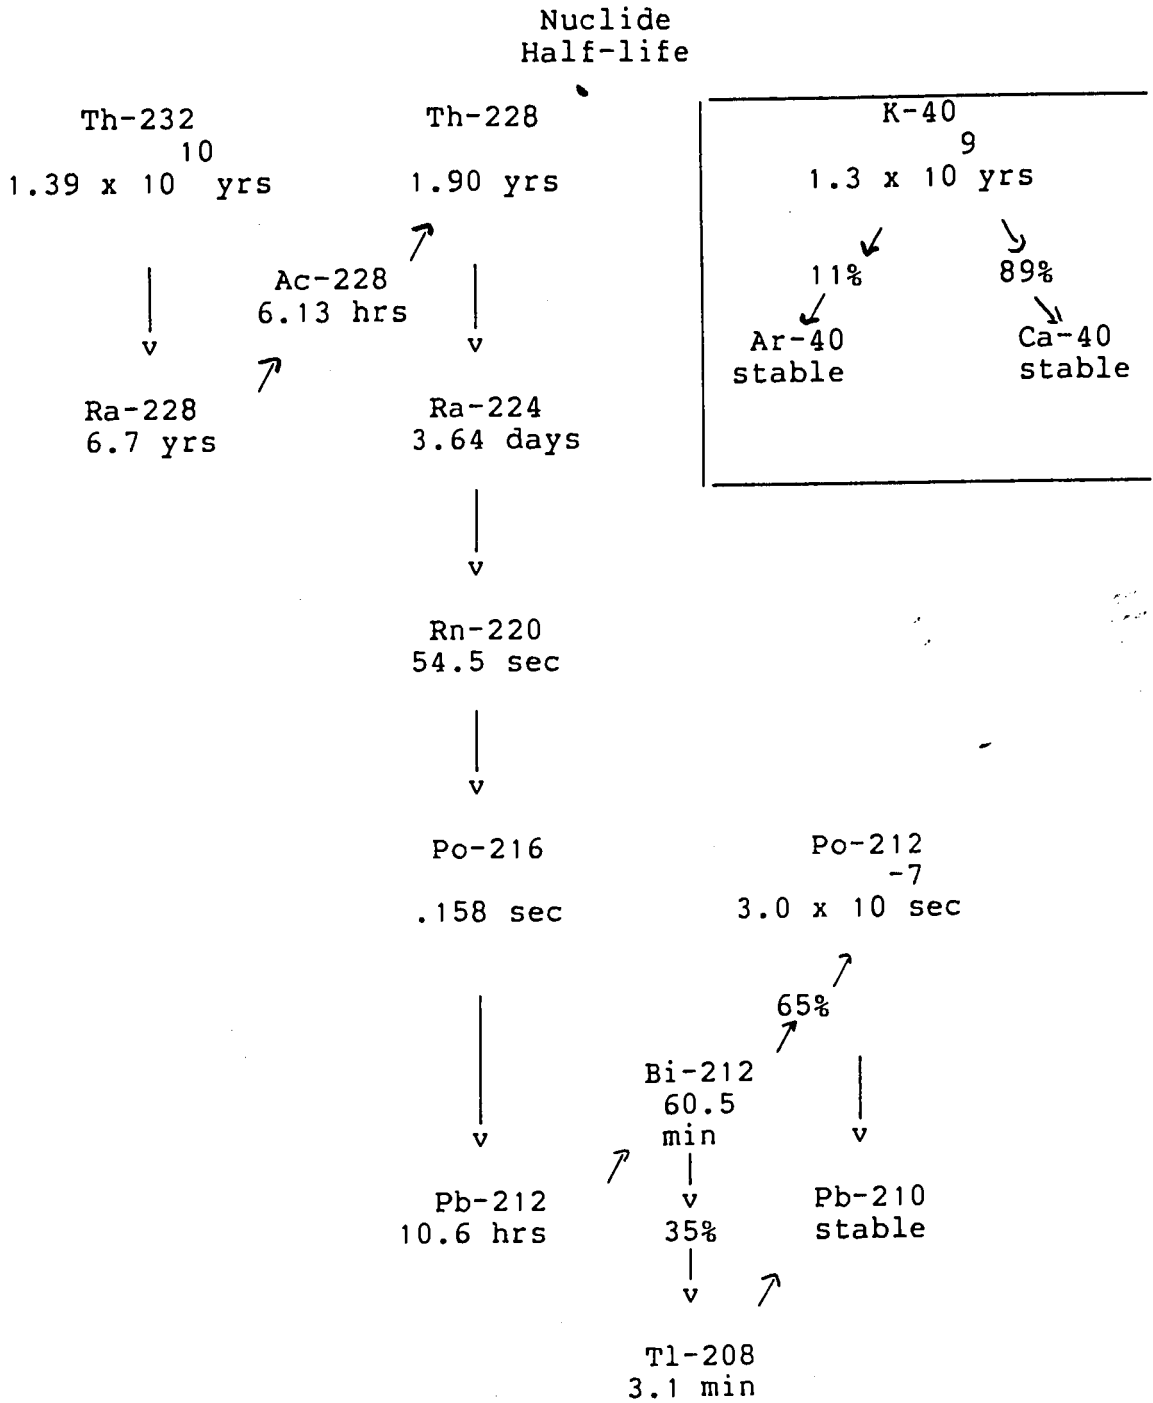 Nuclide
Half-life
Th-232
10
1.39 x 10 yrs
Th-228
1.90 yrs
K-40
9
1.3 x 10 yrs
Ac-228
6.13 hrs
11%
89%
Ar-40
stable
Ca-40
stable
Ra-228
6.7 yrs
Ra-224
3.64 days
Rn-220
54.5 sec
Po-216
.158 sec
Po-212
-7
3.0 x 10 sec
65%
Bi-212
60.5
min
Pb-212
10.6 hrs
35%
Pb-210
stable
Tl-208
3.1 min